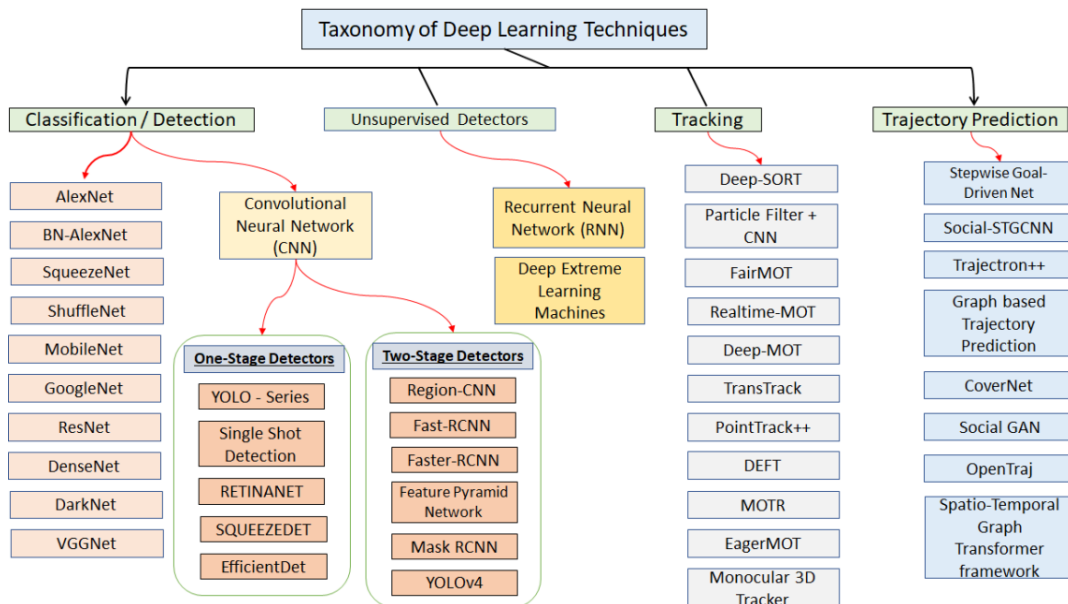 Taxonomy of Deep Learning Techniques
Classification / Detection
Unsupervised Detectors
Tracking
Trajectory Prediction
AlexNet
BN-AlexNet
SqueezeNet
ShuffleNet
MobileNet
GoogleNet
ResNet
DenseNet
DarkNet
VGGNet
Convolutional
Neural Network
(CNN)
One-Stage Detectors
YOLO - Series
Single Shot
Detection
RETINANET
SQUEEZEDET
EfficientDet
Two-Stage Detectors
Region-CNN
Fast-RCNN
Faster-RCNN
Feature Pyramid
Network
Mask RCNN
YOLOv4
Recurrent Neural
Network (RNN)
Deep Extreme
Learning
Machines
Deep-SORT
Particle Filter +
CNN
FairMOT
Realtime-MOT
Deep-MOT
TransTrack
PointTrack++
DEFT
MOTR
EagerMOT
Monocular 3D
Tracker
Stepwise Goal-
Driven Net
Social-STGCNN
Trajectron++
Graph based
Trajectory
Prediction
CoverNet
Social GAN
OpenTraj
Spatio-Temporal
Graph
Transformer
framework